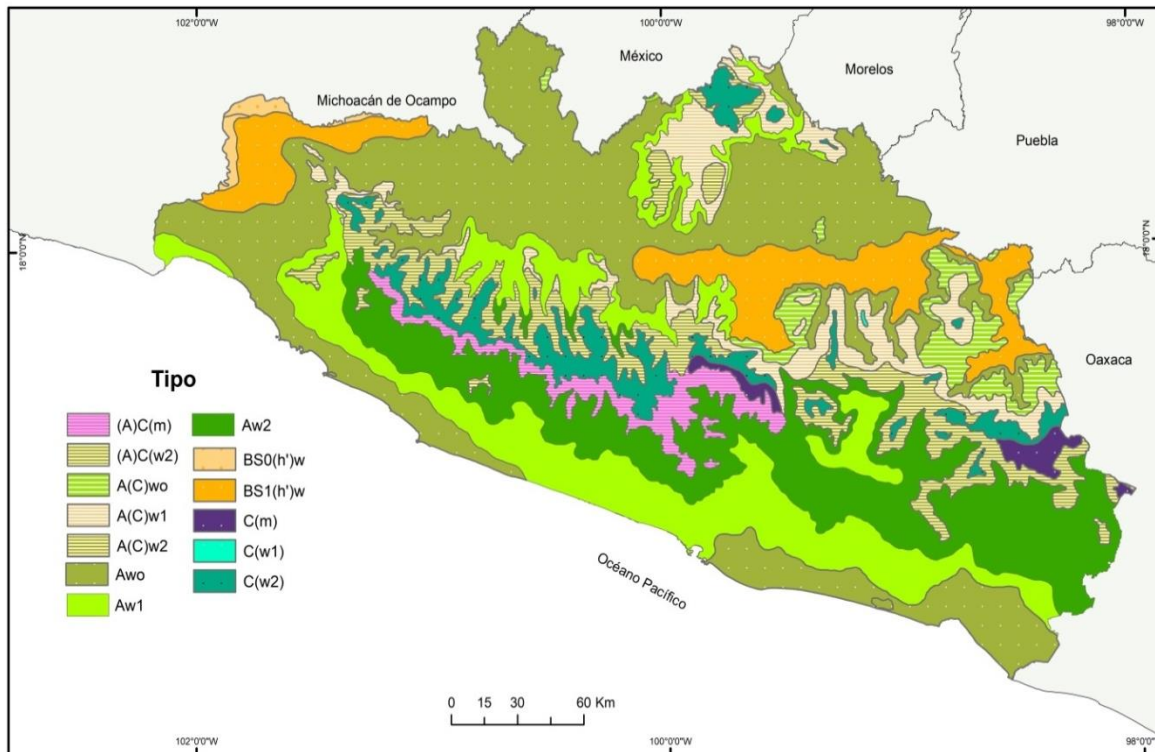 102°0'0"W
100°0'0"W
98°0'0"W
México
Morelos
Michoacán de Ocampo
Puebla
18°0'0"N
18°0'0"N
Oaxaca
Tipo
(A)C(m)
(A)C(w2)
A(C)wo
A(C)w1
A(C)w2
Awo
Aw1
Aw2
BS0(h')w
BS1(h')w
C(m)
C(w1)
C(w2)
Océano Pacífico
0 15 30 60 Km
102°0'0"W
100°0'0"W
98°0'0"W